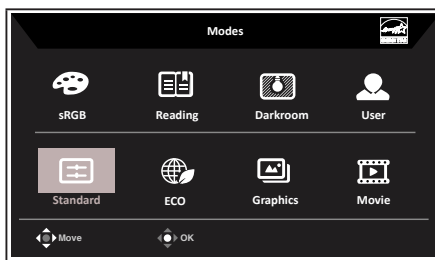 Modes
sRGB Reading Darkroom User
Standard ECO Graphics Movie
Move OK